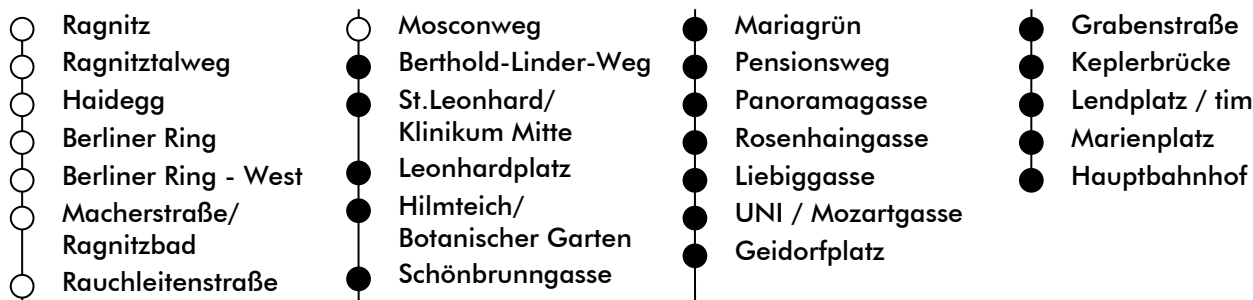 Ragnitz
Ragnitztalweg
Haidegg
Berliner Ring
Berliner Ring - West
Macherstraße/
Ragnitzbad
Rauchleitenstraße
Mosconweg
Berthold-Linder-Weg
St.Leonhard/
Klinikum Mitte
Leonhardplatz
Hilmteich/
Botanischer Garten
Schönbrunngasse
Mariagrün
Pensionsweg
Panoramagasse
Rosenhaingasse
Liebiggasse
UNI / Mozartgasse
Geidorfplatz
Grabenstraße
Keplerbrücke
Lendplatz / tim
Marienplatz
Hauptbahnhof